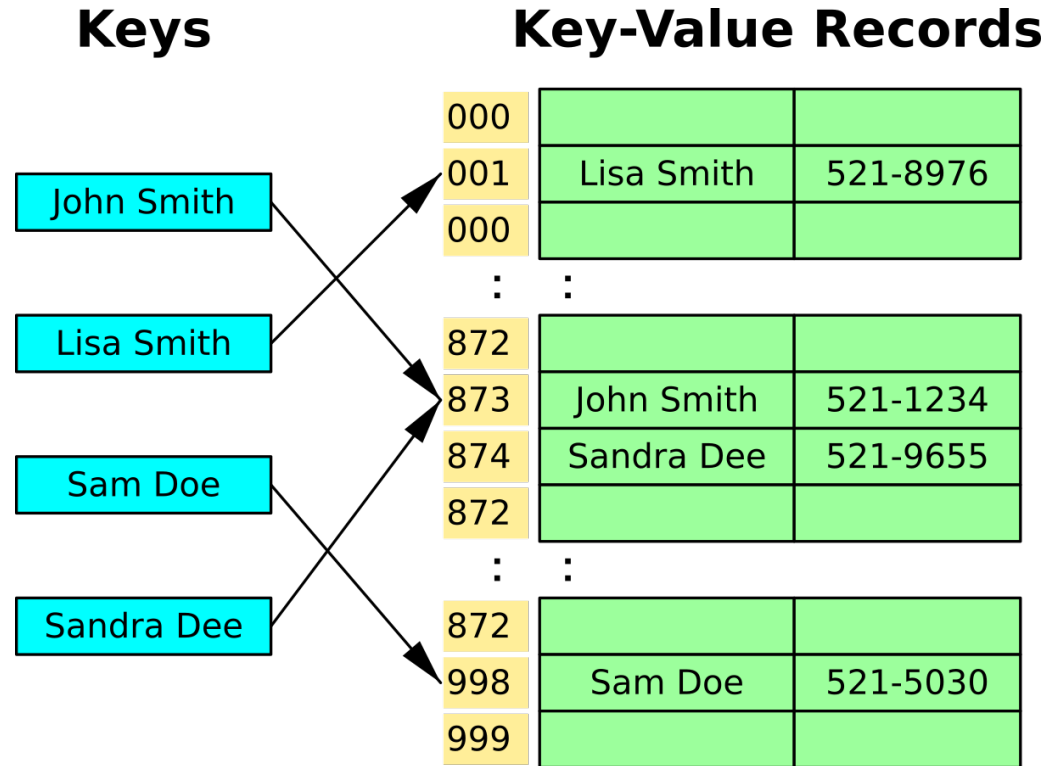 Keys
Key-Value Records
John Smith
Lisa Smith
Sam Doe
Sandra Dee
000
001 Lisa Smith 521-8976
000
: :
872
873 John Smith 521-1234
874 Sandra Dee 521-9655
872
: :
872
998 Sam Doe 521-5030
999